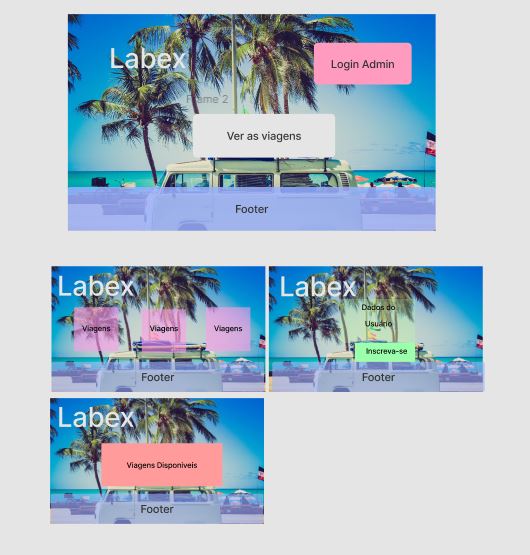 Labex
Login Admin
Frame 2
Ver as viagens
Footer
Labex
Viagens
Viagens
Viagens
Footer
Labex
Dados do
Usuário
Inscreva-se
Footer
Labex
Viagens Disponiveis
Footer